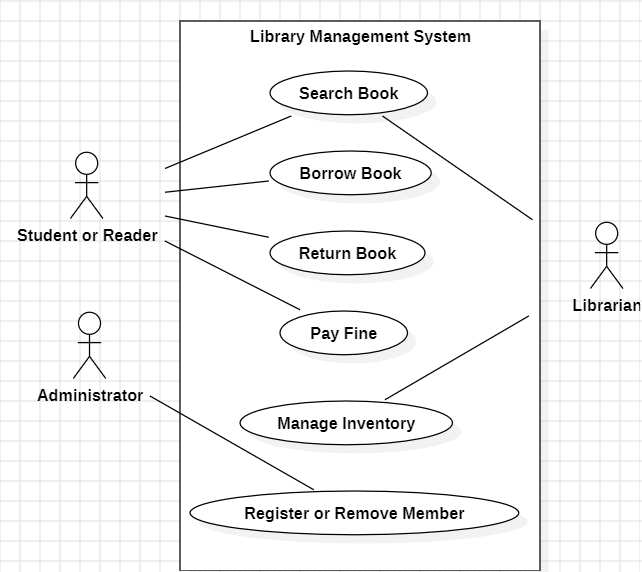 Library Management System
Search Book
Borrow Book
Student or Reader
Return Book
Librarian
Pay Fine
Administrator
Manage Inventory
Register or Remove Member